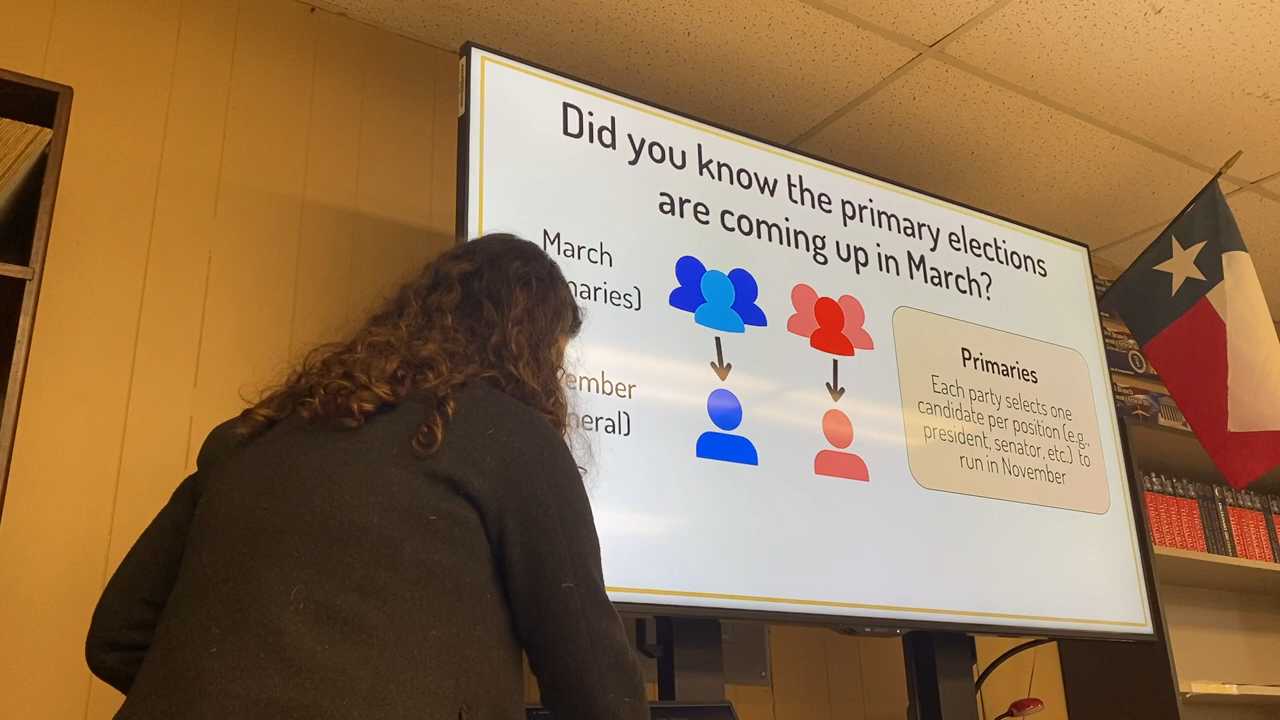 Did you know the primary elections
are coming up in March?
March
naries)
ember
neral)
Primaries
Each party selects one
candidate per position (e.g.,
president, senator, etc.) to
run in November